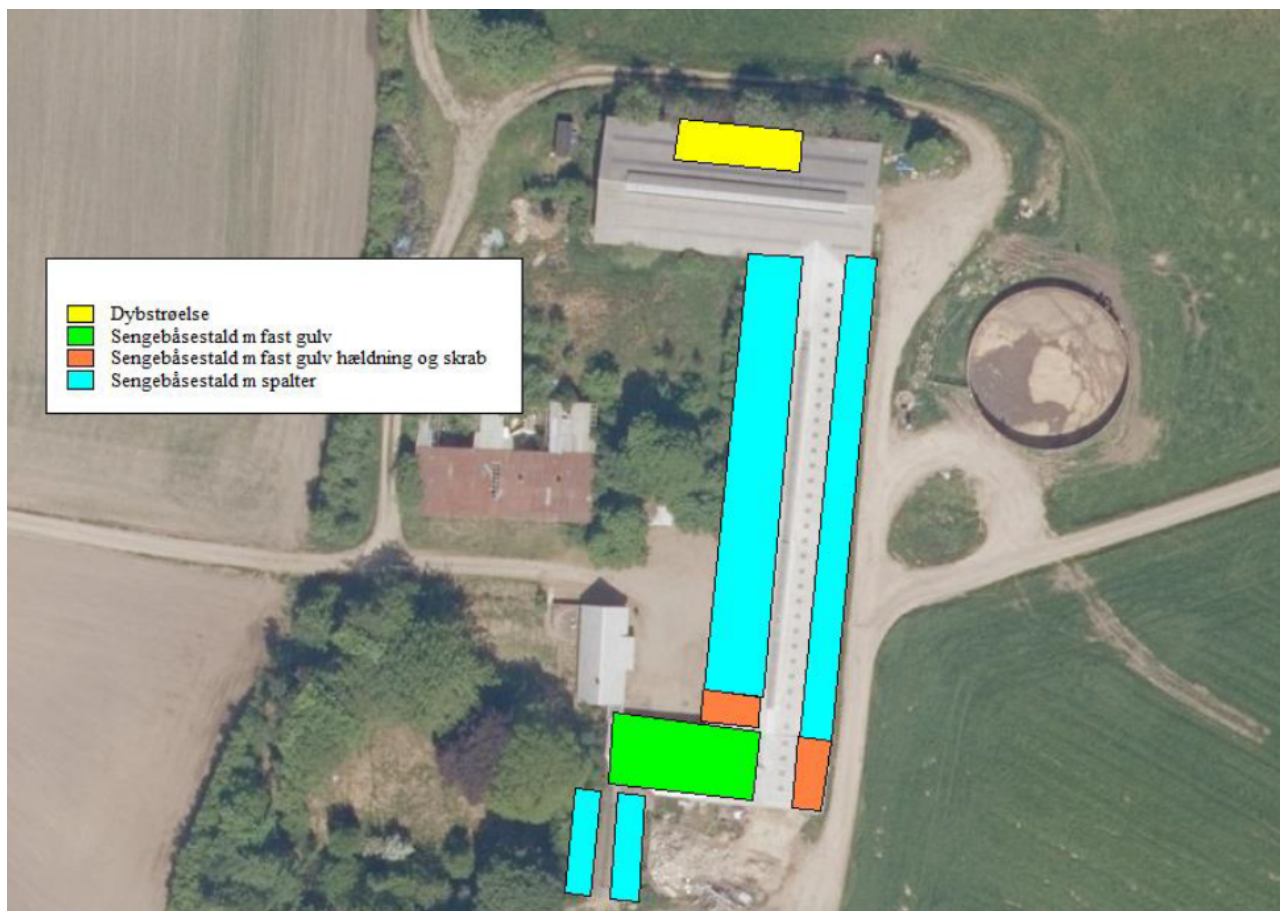 Dybstrøelse
Sengebåsestald m fast gulv
Sengebåsestald m fast gulv hældning og skrab
Sengebåsestald m spalter